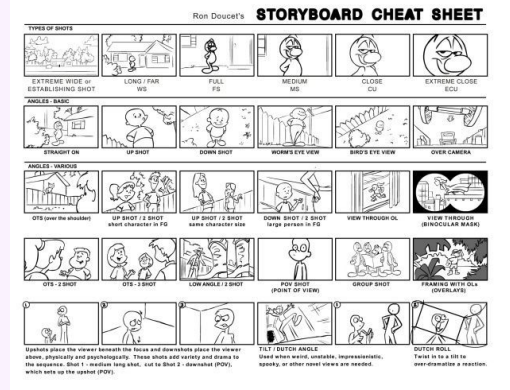 Ron Doucet's STORYBOARD CHEAT SHEET
TYPES OF SHOTS
EXTREME WIDE or
ESTABLISHING SHOT
LONG / FAR
WS
FULL
FS
MEDIUM
MS
CLOSE
CU
EXTREME CLOSE
ECU
ANGLES - BASIC
STRAIGHT ON
UP SHOT
DOWN SHOT
WORM'S EYE VIEW
BIRD'S EYE VIEW
OVER CAMERA
ANGLES - VARIOUS
OTS (over the shoulder)
UP SHOT / 2 SHOT
short character in FG
UP SHOT / 2 SHOT
same character size
DOWN SHOT / 2 SHOT
large person in FG
VIEW THROUGH OL
VIEW THROUGH
(BINOCULAR MASK)
OTS - 2 SHOT
OTS - 3 SHOT
LOW ANGLE / 2 SHOT
POV SHOT
(POINT OF VIEW)
GROUP SHOT
FRAMING WITH OLs
(OVERLAYS)
1
2
3
1
2
Upshots place the viewer beneath the focus and downshots place the viewer
above, physically and psychologically. These shots add variety and drama to
the sequence. Shot 1 - medium long shot, cut to Shot 2 - downshot (POV),
which sets up the upshot (POV).
TILT / DUTCH ANGLE
Used when weird, unstable, impressionistic,
spooky, or other novel views are needed.
DUTCH ROLL
Twist in to a tilt to
over-dramatize a reaction.